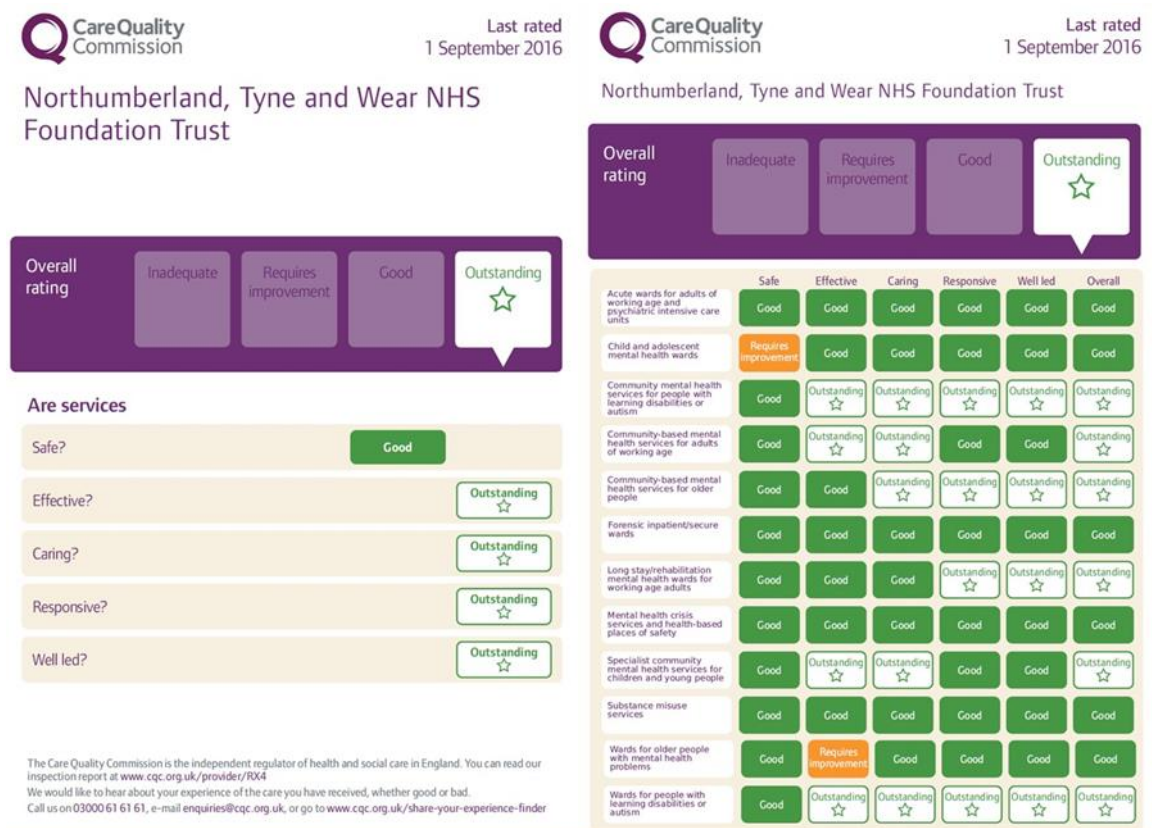 CareQuality
Commission
Last rated
1 September 2016
Northumberland, Tyne and Wear NHS
Foundation Trust
Overall
rating
Inadequate
Requires
improvement
Good
Outstanding
Are services
Safe?
Good
Effective?
Outstanding
Caring?
Outstanding
Responsive?
Outstanding
Well led?
Outstanding
The Care Quality Commission is the independent regulator of health and social care in England. You can read our
inspection report at www.cqc.org.uk/provider/RX4
We would like to hear about your experience of the care you have received, whether good or bad.
Call us on 03000 61 61 61, e-mail enquiries@cqc.org.uk, or go to www.cqc.org.uk/share-your-experience-finder
CareQuality
Commission
Last rated
1 September 2016
Northumberland, Tyne and Wear NHS Foundation Trust
Overall
rating
Inadequate
Requires
improvement
Good
Outstanding
Safe Effective Caring Responsive Well led Overall
Acute wards for adults of
working age and
psychiatric intensive care
units
Good Good Good Good Good Good
Child and adolescent
mental health wards
Requires
improvement
Good Good Good Good Good
Community mental health
services for people with
learning disabilities or
autism
Good Outstanding Outstanding Outstanding Outstanding Outstanding
Community-based mental
health services for adults
of working age
Good Outstanding Outstanding Good Good Outstanding
Community-based mental
health services for older
people
Good Good Outstanding Outstanding Outstanding Outstanding
Forensic inpatient/secure
wards
Good Good Good Good Good Good
Long stay/rehabilitation
mental health wards for
working age adults
Good Good Good Outstanding Outstanding Outstanding
Mental health crisis
services and health-based
places of safety
Good Good Good Good Good Good
Specialist community
mental health services for
children and young people
Good Outstanding Outstanding Good Good Outstanding
Substance misuse
services
Good Good Good Good Good Good
Wards for older people
with mental health
problems
Good
Requires
improvement
Good Good Good Good
Wards for people with
learning disabilities or
autism
Good Outstanding Outstanding Outstanding Outstanding Outstanding